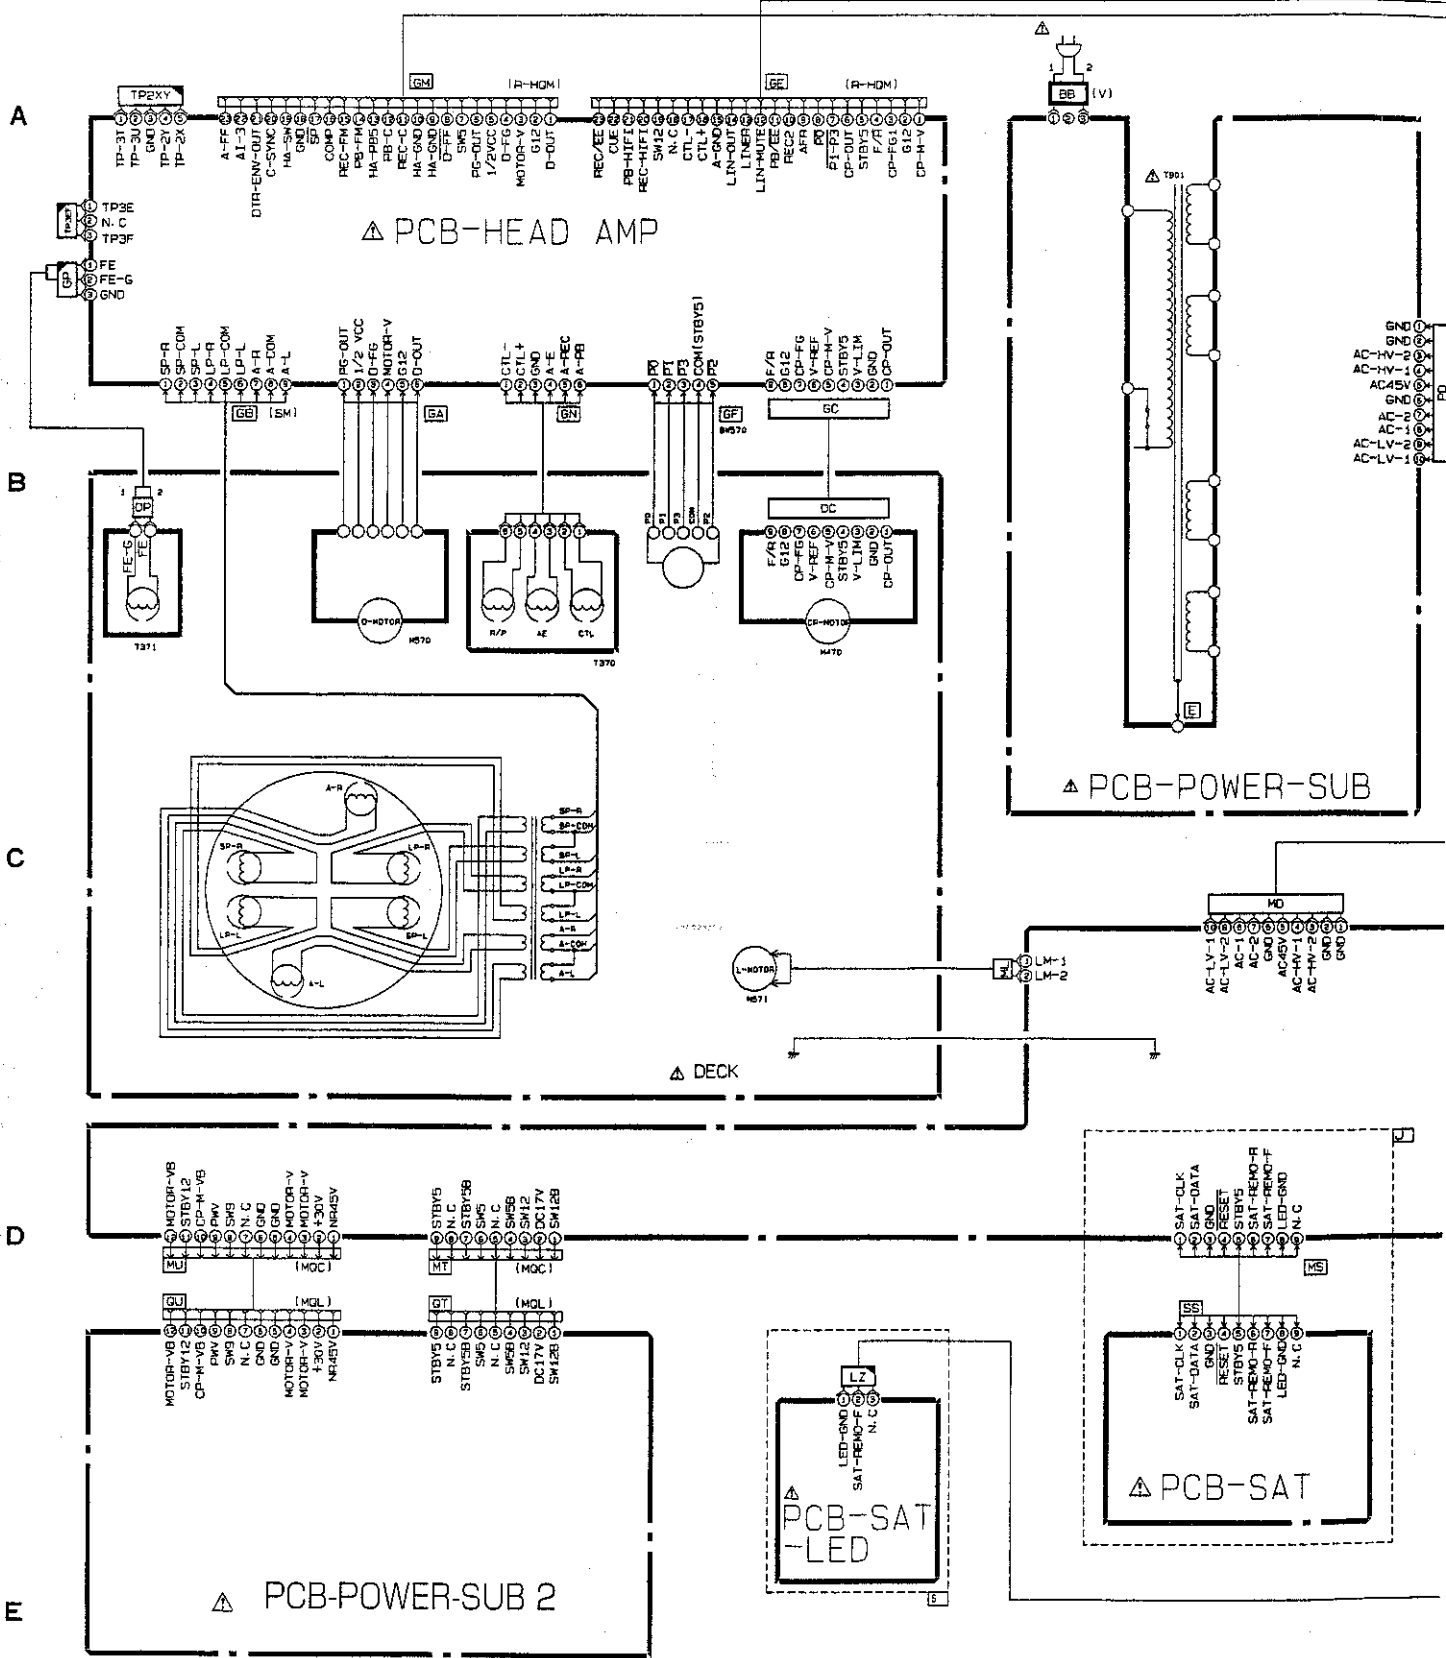 GM
(A-HQM)
GE
(A-HQM)
1
2
BB
(V)
A
TP2XY
TP-3T
TP-3U
GND
TP-2Y
TP-2X
A-FF
A1-3
DTR-ENV-OUT
C-SYNC
HA-SW
GND
SP
COMP
REC-FM
PB-FM
HA-PB5
PB-C
REC-C
HA-GND
HA-GND
D-FF
SW5
PG-OUT
1/2VCC
D-FG
MOTOR-V
G12
D-OUT
REC/EE
CUE
PB-HIFI
REC-HIFI
SW12
N.C
CTL-
CTL+
A-GND
LIN-OUT
LINER
LIN-MUTE
PB/EE
REC2
AFR
P0
P1-P3
CP-OUT
STBY5
F/R
CP-FG1
G12
CP-M-V
T901
TP3E
N.C
TP3F
GP
FE
FE-G
GND
PCB-HEAD AMP
SP-R
SP-COM
SP-L
LP-R
LP-COM
LP-L
A-R
A-COM
A-L
GB
(SM)
PG-OUT
1/2 VCC
D-FG
MOTOR-V
G12
D-OUT
GA
CTL-
CTL+
GND
A-E
A-REC
A-PB
GN
P0
P1
P3
COM(STBY5)
P2
GF
SW570
F/R
G12
CP-FG
V-REF
CP-M-V
STBY5
V-LIM
GND
CP-OUT
GC
GND
GND
AC-HV-2
AC-HV-1
AC45V
GND
AC-2
AC-1
AC-LV-2
AC-LV-1
PD
B
1
2
DP
FE-G
FE
T371
D-MOTOR
M570
R/P
AE
CTL
T370
P0
P1
P3
COM
P2
DC
F/R
G12
CP-FG
V-REF
CP-M-V
STBY5
V-LIM
GND
CP-OUT
CP-MOTOR
M470
E
PCB-POWER-SUB
C
A-R
SP-R
LP-R
LP-L
SP-L
A-L
SP-R
SP-COM
SP-L
LP-R
LP-COM
LP-L
A-R
A-COM
A-L
L-MOTOR
M571
ML
LM-1
LM-2
MD
AC-LV-1
AC-LV-2
AC-1
AC-2
GND
AC45V
AC-HV-1
AC-HV-2
GND
GND
DECK
J
D
MOTOR-VB
STBY12
CP-M-VB
PWV
SW9
N.C
GND
GND
MOTOR-V
MOTOR-V
+30V
NR45V
MU
(MQC)
STBY5
N.C
STBY5B
SW5
N.C
SW5B
SW12
DC17V
SW12B
MT
(MQC)
SAT-CLK
SAT-DATA
GND
RESET
STBY5
SAT-REMO-R
SAT-REMO-F
LED-GND
N.C
MS
QU
(MQL)
MOTOR-VB
STBY12
CP-M-VB
PWV
SW9
N.C
GND
GND
MOTOR-V
MOTOR-V
+30V
NR45V
QT
(MQL)
STBY5
N.C
STBY5B
SW5
N.C
SW5B
SW12
DC17V
SW12B
SS
SAT-CLK
SAT-DATA
GND
RESET
STBY5
SAT-REMO-R
SAT-REMO-F
LED-GND
N.C
LZ
LED-GND
SAT-REMO-F
N.C
PCB-SAT
-LED
PCB-SAT
E
PCB-POWER-SUB 2